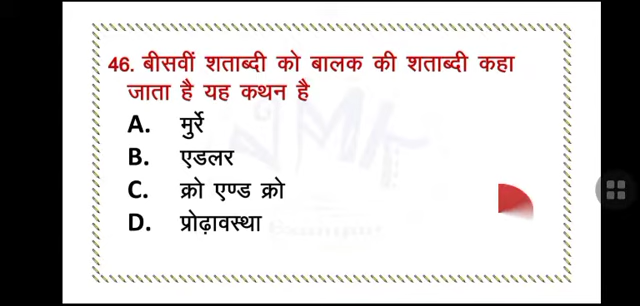 46. बीसवीं शताब्दी को बालक की शताब्दी कहा
जाता है यह कथन है
A. मुर्रे
B. एडलर
C. क्रो एण्ड क्रो
D. प्रोढ़ावस्था